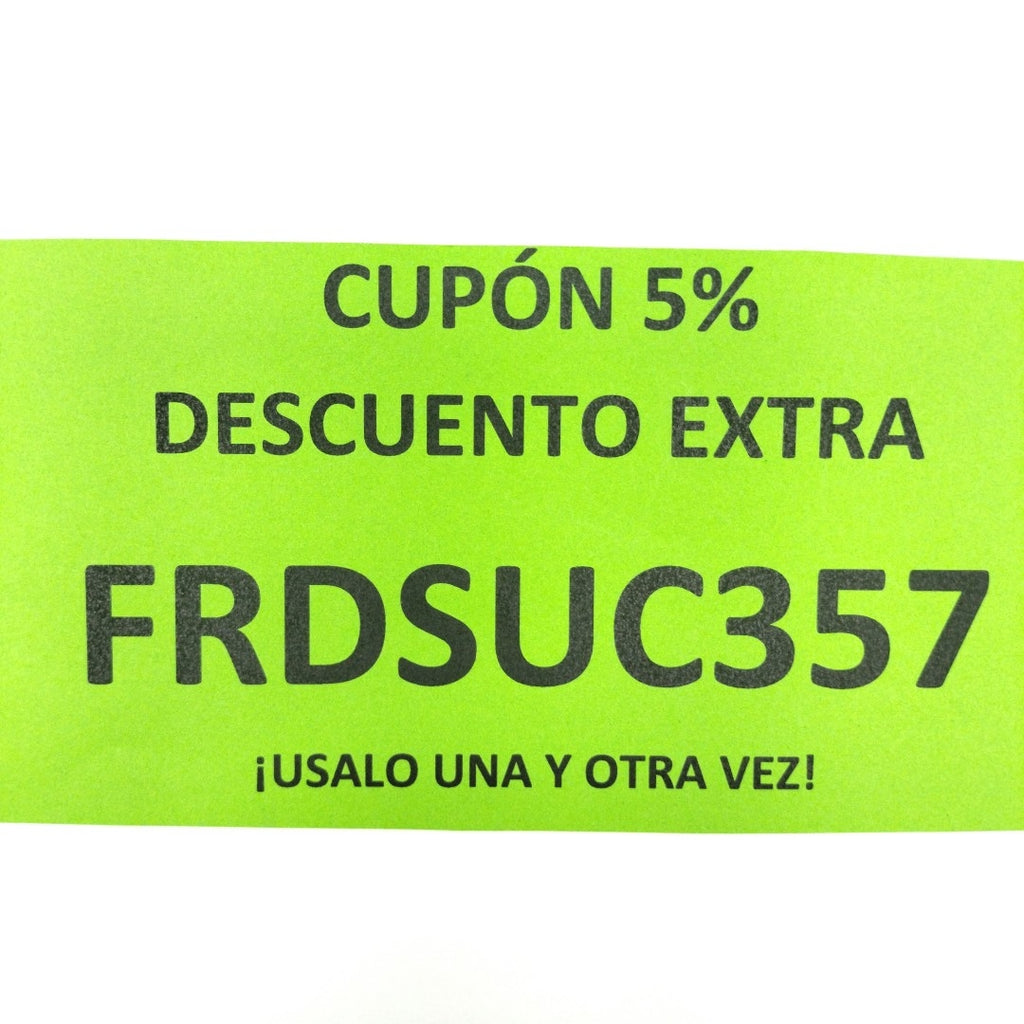 CUPÓN 5%
DESCUENTO EXTRA
FRDSUC357
¡USALO UNA Y OTRA VEZ!